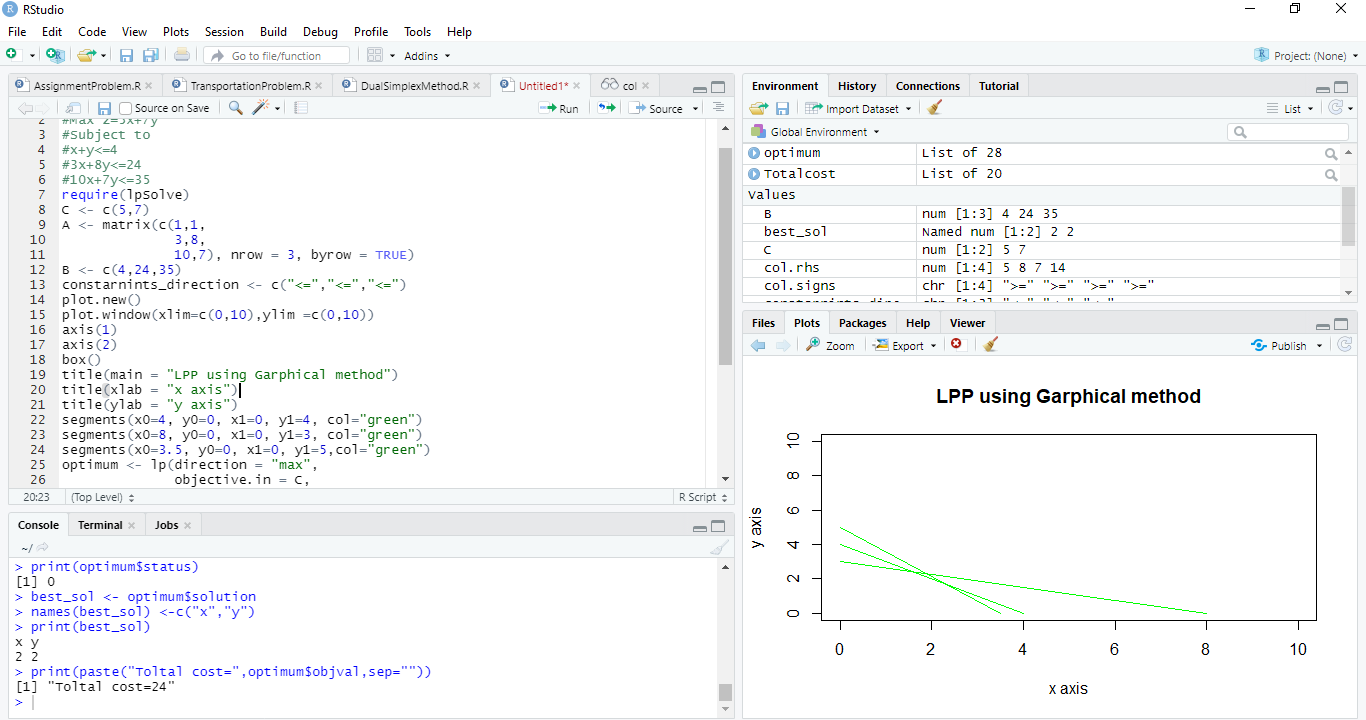 RStudio
File Edit Code View Plots Session Build Debug Profile Tools Help
Go to file/function Addins Project: (None)
AssignmentProblem.R TransportationProblem.R DualSimplexMethod.R Untitled1* col
Source on Save Run Source
2 #Max Z=5x+7y
3 #Subject to
4 #x+y<=4
5 #3x+8y<=24
6 #10x+7y<=35
7 require(lpSolve)
8 C <- c(5,7)
9 A <- matrix(c(1,1,
10 3,8,
11 10,7), nrow = 3, byrow = TRUE)
12 B <- c(4,24,35)
13 constarnints_direction <- c("<=","<=","<=")
14 plot.new()
15 plot.window(xlim=c(0,10),ylim =c(0,10))
16 axis(1)
17 axis(2)
18 box()
19 title(main = "LPP using Garphical method")
20 title(xlab = "x axis")
21 title(ylab = "y axis")
22 segments(x0=4, y0=0, x1=0, y1=4, col="green")
23 segments(x0=8, y0=0, x1=0, y1=3, col="green")
24 segments(x0=3.5, y0=0, x1=0, y1=5,col="green")
25 optimum <- lp(direction = "max",
26 objective.in = C,
20:23 (Top Level) R Script
Console Terminal Jobs
~/
> print(optimum$status)
[1] 0
> best_sol <- optimum$solution
> names(best_sol) <-c("x","y")
> print(best_sol)
x y
2 2
> print(paste("Toltal cost=",optimum$objval,sep=""))
[1] "Toltal cost=24"
>
Environment History Connections Tutorial
Import Dataset List
Global Environment
optimum List of 28
Totalcost List of 20
Values
B num [1:3] 4 24 35
best_sol Named num [1:2] 2 2
C num [1:2] 5 7
col.rhs num [1:4] 5 8 7 14
col.signs chr [1:4] ">=" ">=" ">=" ">="
Files Plots Packages Help Viewer
Zoom Export Publish
LPP using Garphical method
y axis
10
8
6
4
2
0
0 2 4 6 8 10
x axis